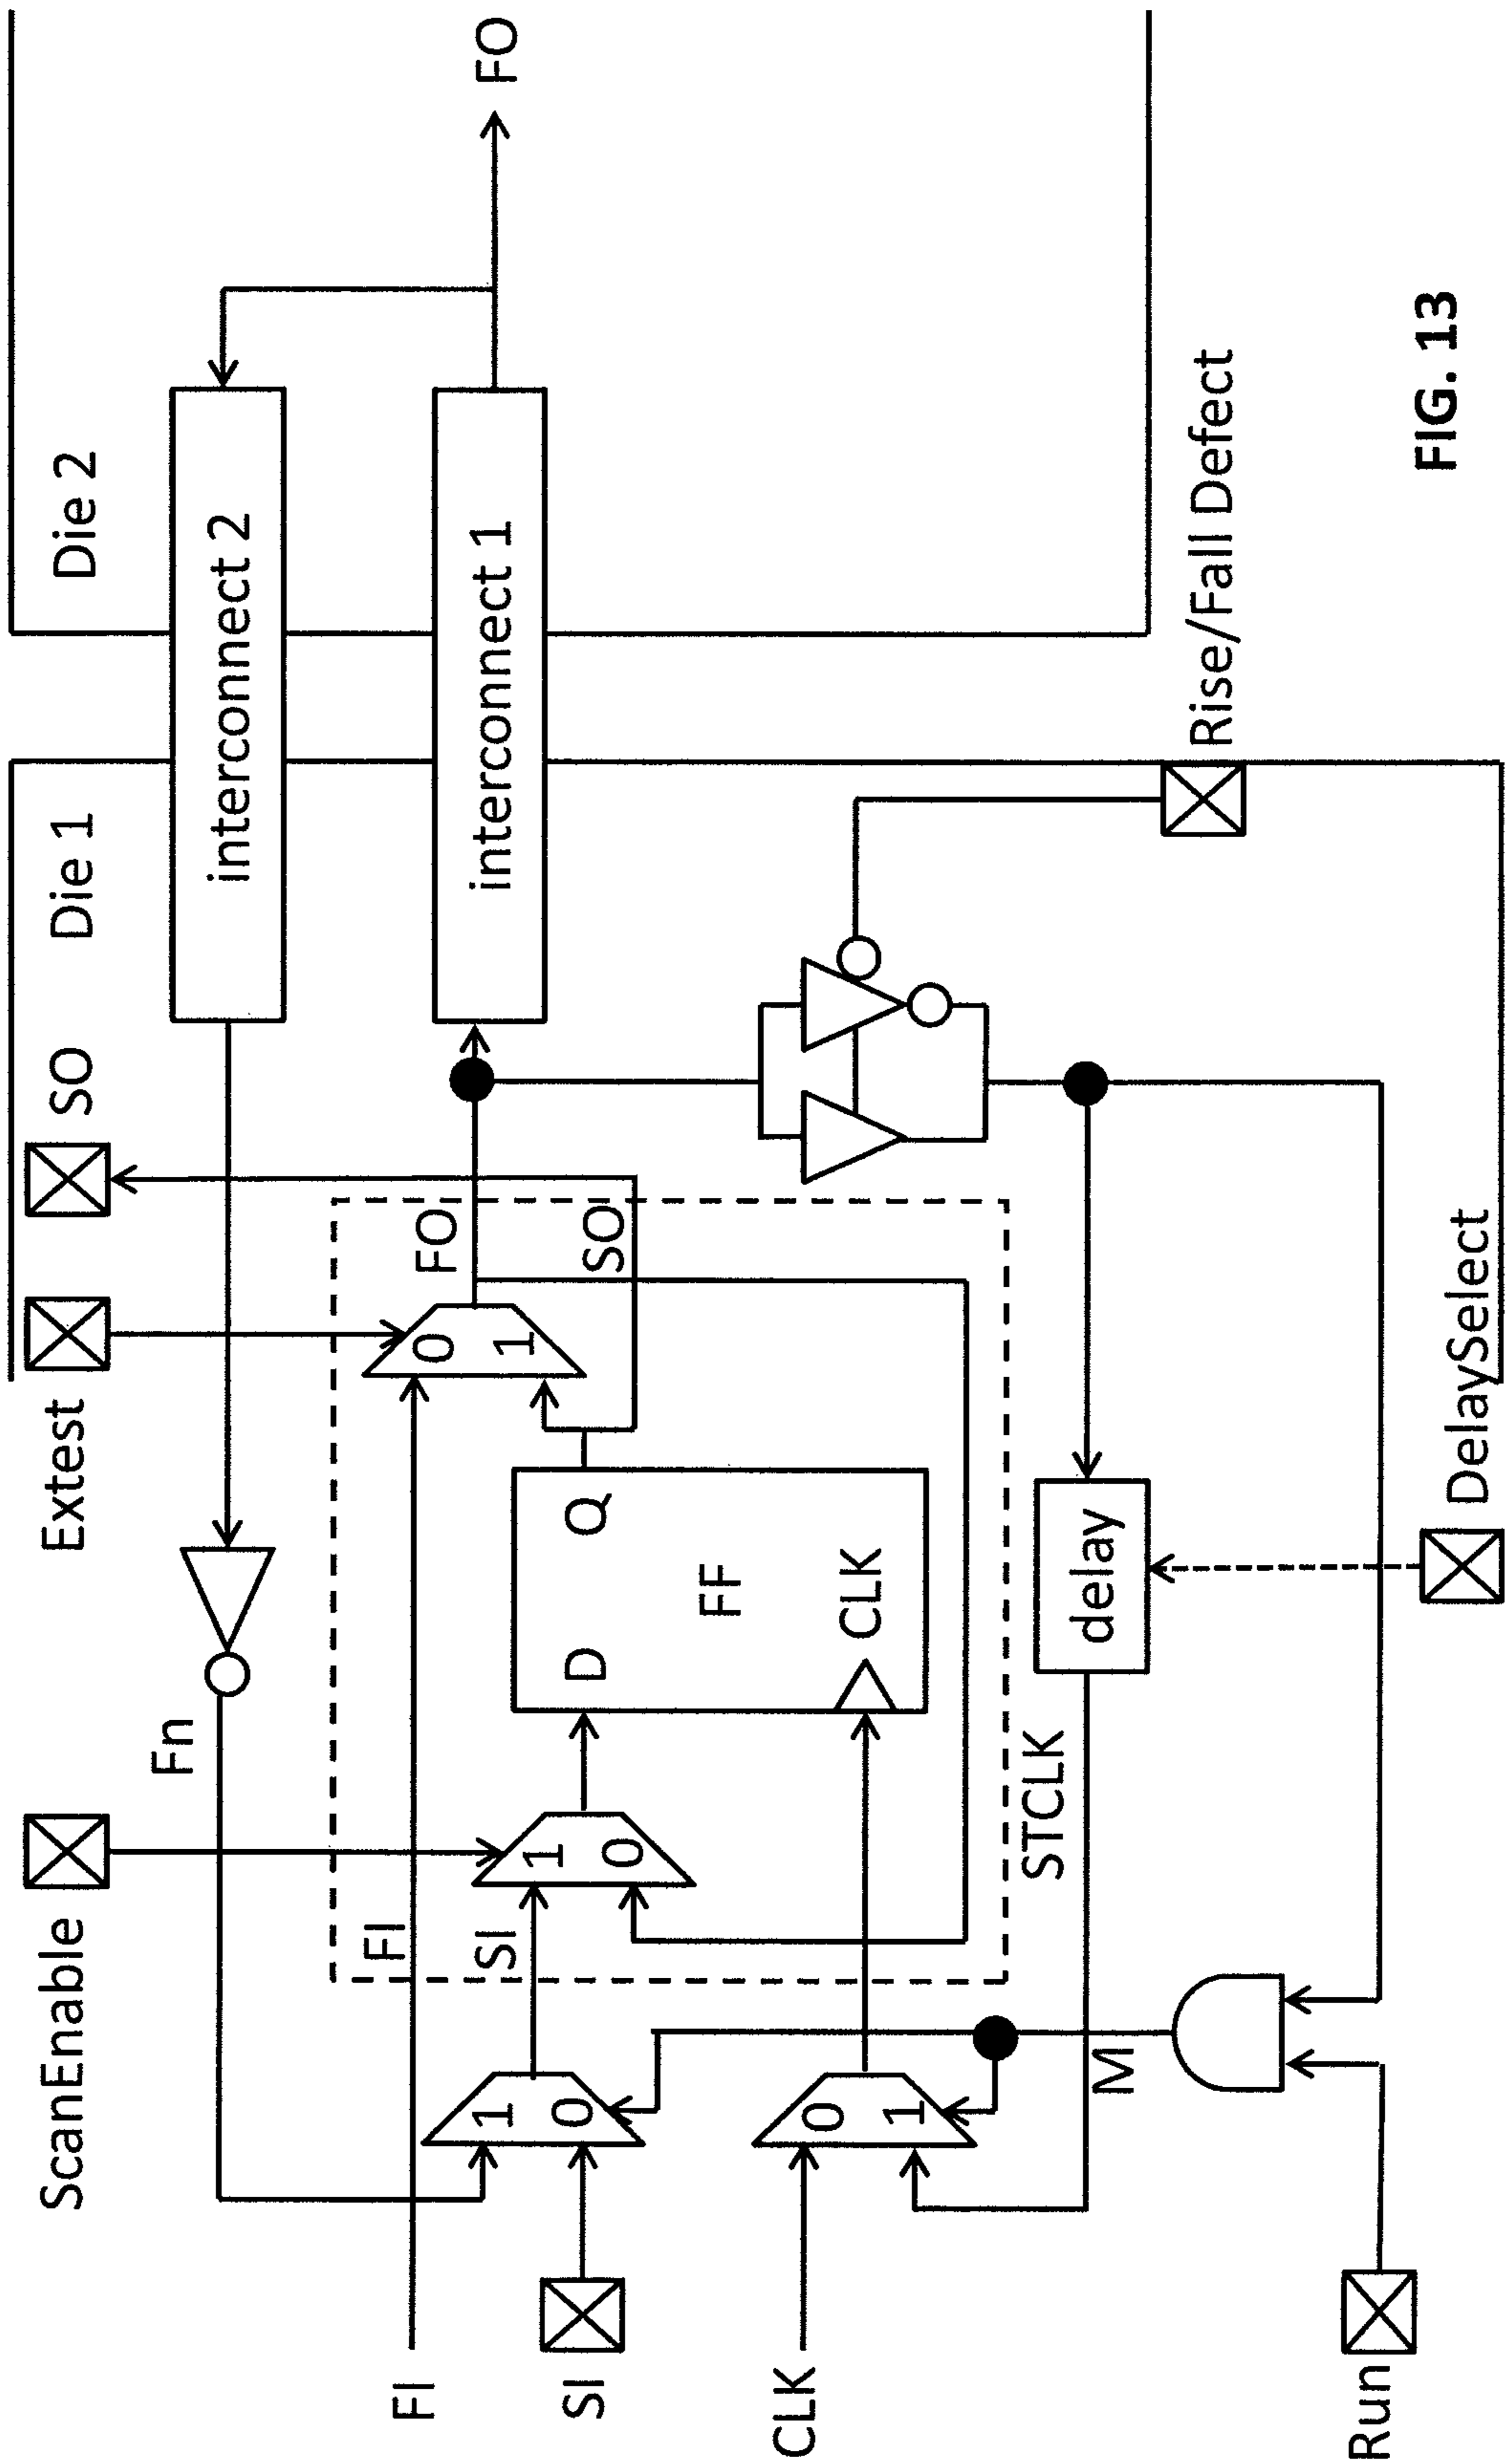 ScanEnable
Extest
SO
Die 1
Die 2
Fn
interconnect 2
FI
FI
FO
FO
SI
SI
1
0
1
0
0
1
D
Q
SO
interconnect 1
FF
CLK
CLK
0
1
STCLK
delay
M
Rise/Fall Defect
Run
DelaySelect
FIG. 13